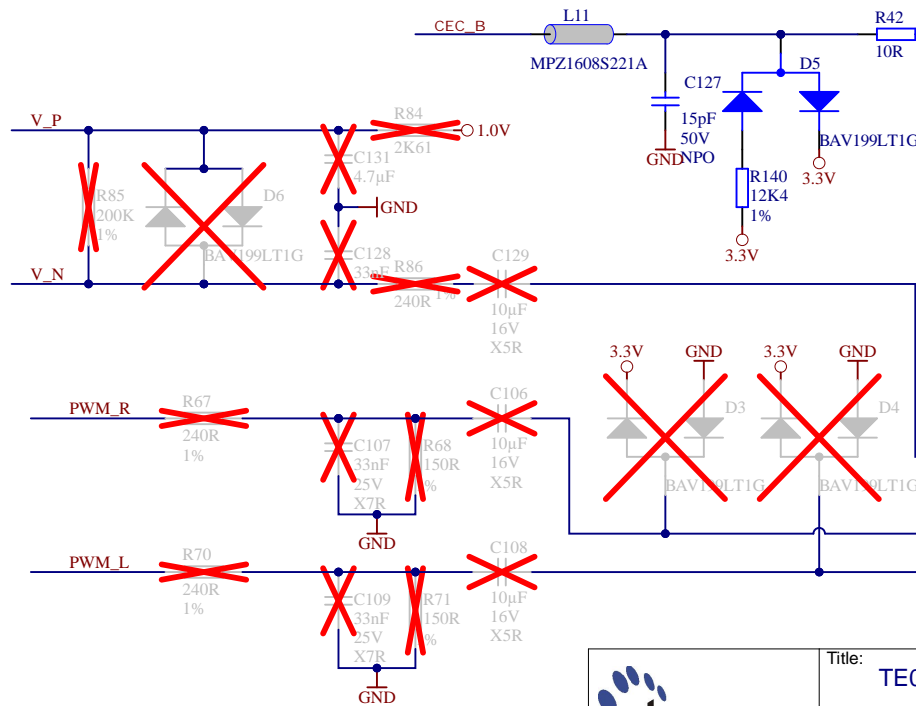 CEC_B
L11
MPZ1608S221A
R42
10R
C127
15pF
50V
NPO
GND
D5
BAV199LT1G
3.3V
R140
12K4
1%
3.3V
V_P
R84
2K61
1.0V
C131
4.7µF
GND
R85
200K
1%
D6
BAV199LT1G
C128
33nF
V_N
R86
240R
1%
C129
10µF
16V
X5R
3.3V
GND
D3
BAV199LT1G
3.3V
GND
D4
BAV199LT1G
PWM_R
R67
240R
1%
C107
33nF
25V
X7R
R68
150R
%
GND
C106
10µF
16V
X5R
PWM_L
R70
240R
1%
C109
33nF
25V
X7R
R71
150R
%
GND
C108
10µF
16V
X5R
Title:
TE0